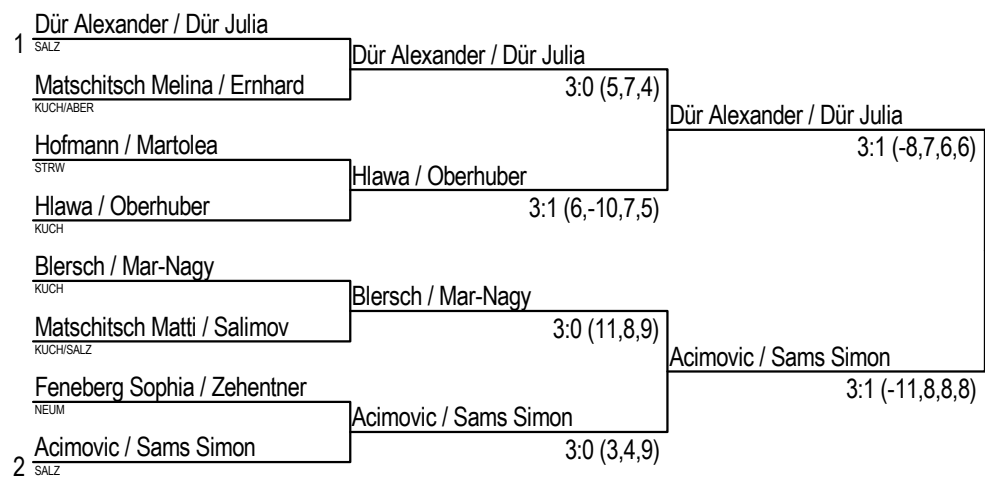 Dür Alexander / Dür Julia
1 SALZ
Dür Alexander / Dür Julia
Matschitsch Melina / Ernhard
3:0 (5,7,4)
KUCH/ABER
Dür Alexander / Dür Julia
Hofmann / Martolea
3:1 (-8,7,6,6)
STRW
Hlawa / Oberhuber
Hlawa / Oberhuber
3:1 (6,-10,7,5)
KUCH
Blersch / Mar-Nagy
KUCH
Blersch / Mar-Nagy
Matschitsch Matti / Salimov
3:0 (11,8,9)
KUCH/SALZ
Acimovic / Sams Simon
Feneberg Sophia / Zehentner
3:1 (-11,8,8,8)
NEUM
Acimovic / Sams Simon
Acimovic / Sams Simon
3:0 (3,4,9)
2 SALZ